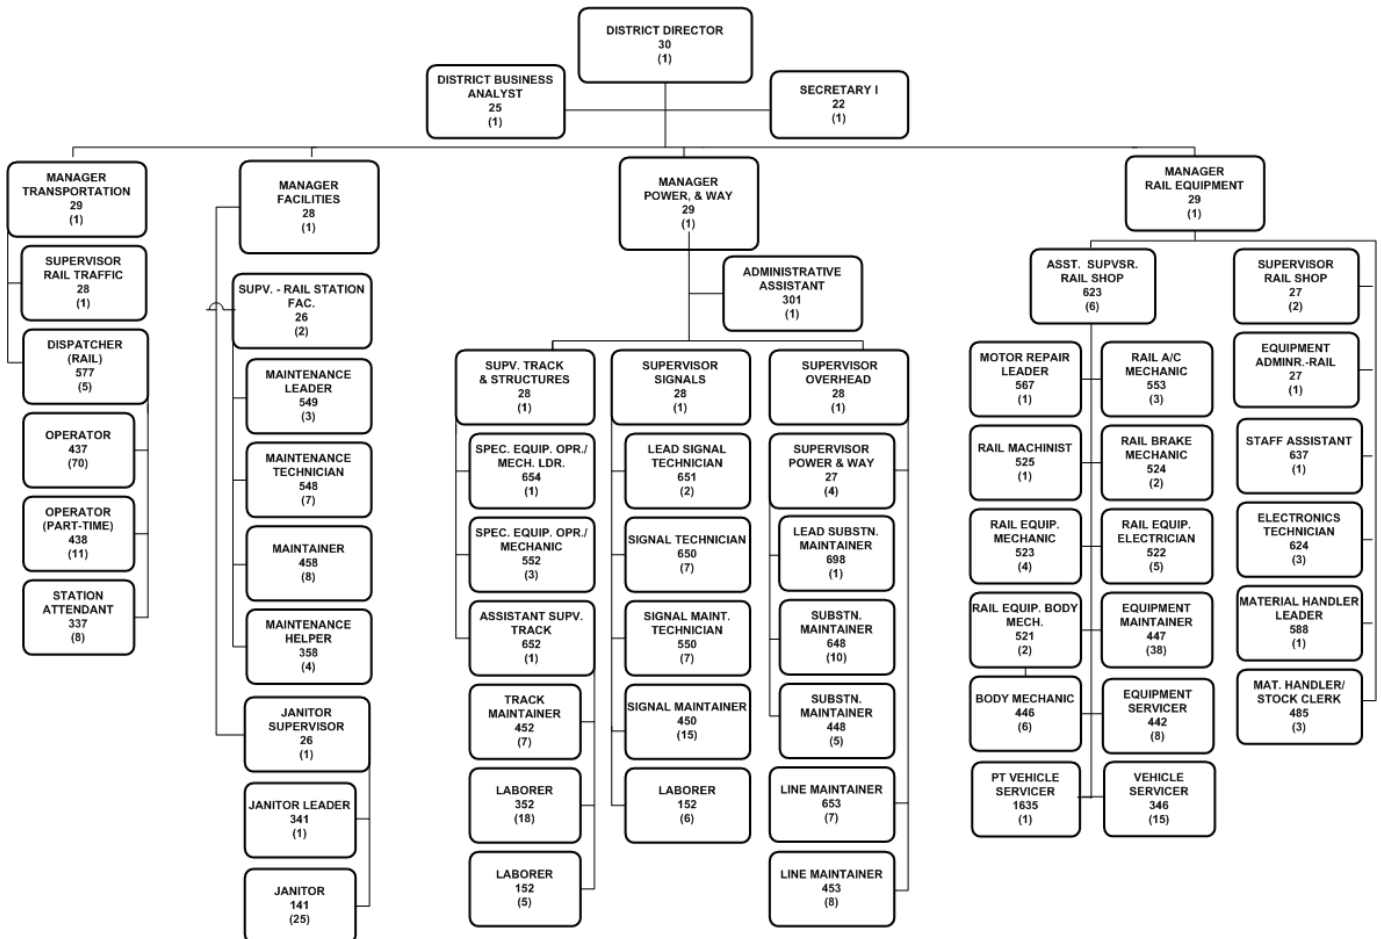 DISTRICT DIRECTOR
30
(1)
DISTRICT BUSINESS
ANALYST
25
(1)
SECRETARY I
22
(1)
MANAGER
TRANSPORTATION
29
(1)
SUPERVISOR
RAIL TRAFFIC
28
(1)
DISPATCHER
(RAIL)
577
(5)
OPERATOR
437
(70)
OPERATOR
(PART-TIME)
438
(11)
STATION
ATTENDANT
337
(8)
MANAGER
FACILITIES
28
(1)
SUPV. - RAIL STATION
FAC.
26
(2)
MAINTENANCE
LEADER
549
(3)
MAINTENANCE
TECHNICIAN
548
(7)
MAINTAINER
458
(8)
MAINTENANCE
HELPER
358
(4)
JANITOR
SUPERVISOR
26
(1)
JANITOR LEADER
341
(1)
JANITOR
141
(25)
MANAGER
POWER, & WAY
29
(1)
ADMINISTRATIVE
ASSISTANT
301
(1)
SUPV. TRACK
& STRUCTURES
28
(1)
SPEC. EQUIP. OPR./
MECH. LDR.
654
(1)
SPEC. EQUIP. OPR./
MECHANIC
552
(3)
ASSISTANT SUPV.
TRACK
652
(1)
TRACK
MAINTAINER
452
(7)
LABORER
352
(18)
LABORER
152
(5)
SUPERVISOR
SIGNALS
28
(1)
LEAD SIGNAL
TECHNICIAN
651
(2)
SIGNAL TECHNICIAN
650
(7)
SIGNAL MAINT.
TECHNICIAN
550
(7)
SIGNAL MAINTAINER
450
(15)
LABORER
152
(6)
SUPERVISOR
OVERHEAD
28
(1)
SUPERVISOR
POWER & WAY
27
(4)
LEAD SUBSTN.
MAINTAINER
698
(1)
SUBSTN.
MAINTAINER
648
(10)
SUBSTN.
MAINTAINER
448
(5)
LINE MAINTAINER
653
(7)
LINE MAINTAINER
453
(8)
MANAGER
RAIL EQUIPMENT
29
(1)
ASST. SUPVSR.
RAIL SHOP
623
(6)
MOTOR REPAIR
LEADER
567
(1)
RAIL A/C
MECHANIC
553
(3)
RAIL MACHINIST
525
(1)
RAIL BRAKE
MECHANIC
524
(2)
RAIL EQUIP.
MECHANIC
523
(4)
RAIL EQUIP.
ELECTRICIAN
522
(5)
RAIL EQUIP. BODY
MECH.
521
(2)
EQUIPMENT
MAINTAINER
447
(38)
BODY MECHANIC
446
(6)
EQUIPMENT
SERVICER
442
(8)
PT VEHICLE
SERVICER
1635
(1)
VEHICLE
SERVICER
346
(15)
SUPERVISOR
RAIL SHOP
27
(2)
EQUIPMENT
ADMINR.-RAIL
27
(1)
STAFF ASSISTANT
637
(1)
ELECTRONICS
TECHNICIAN
624
(3)
MATERIAL HANDLER
LEADER
588
(1)
MAT. HANDLER/
STOCK CLERK
485
(3)